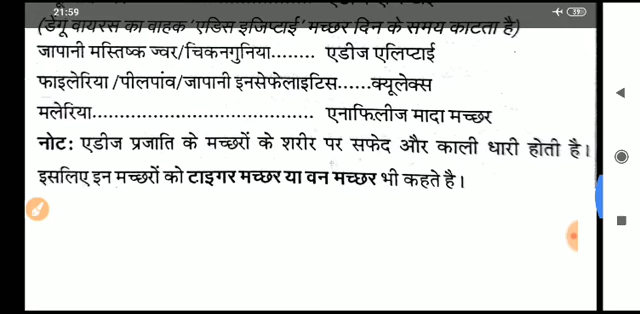 21:59
39
(डेंगू वायरस का वाहक 'एडिस इजिप्टाई' मच्छर दिन के समय काटता है)
जापानी मस्तिष्क ज्वर/चिकनगुनिया........ एडीज एलिप्टाई
फाइलेरिया/पीलपांव/जापानी इनसेफेलाइटिस......क्यूलेक्स
मलेरिया......................................... एनाफिलीज मादा मच्छर
नोट: एडीज प्रजाति के मच्छरों के शरीर पर सफेद और काली धारी होती है।
इसलिए इन मच्छरों को टाइगर मच्छर या वन मच्छर भी कहते है।